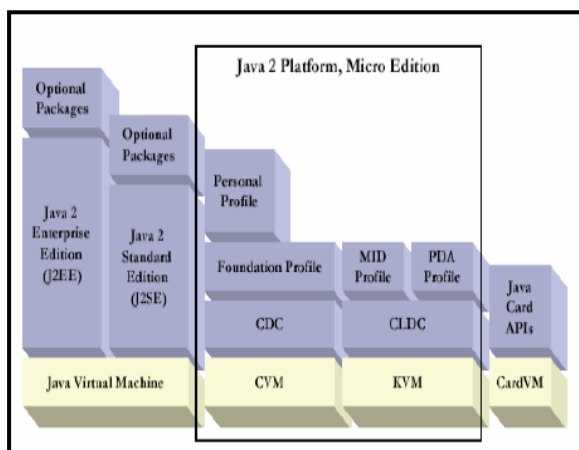 Java 2 Platform, Micro Edition
Optional
Packages
Optional
Packages
Personal
Profile
Java 2
Enterprise
Edition
(J2EE)
Java 2
Standard
Edition
(J2SE)
Foundation Profile
MID
Profile
PDA
Profile
Java
Card
APIs
CDC
CLDC
Java Virtual Machine
CVM
KVM
CardVM